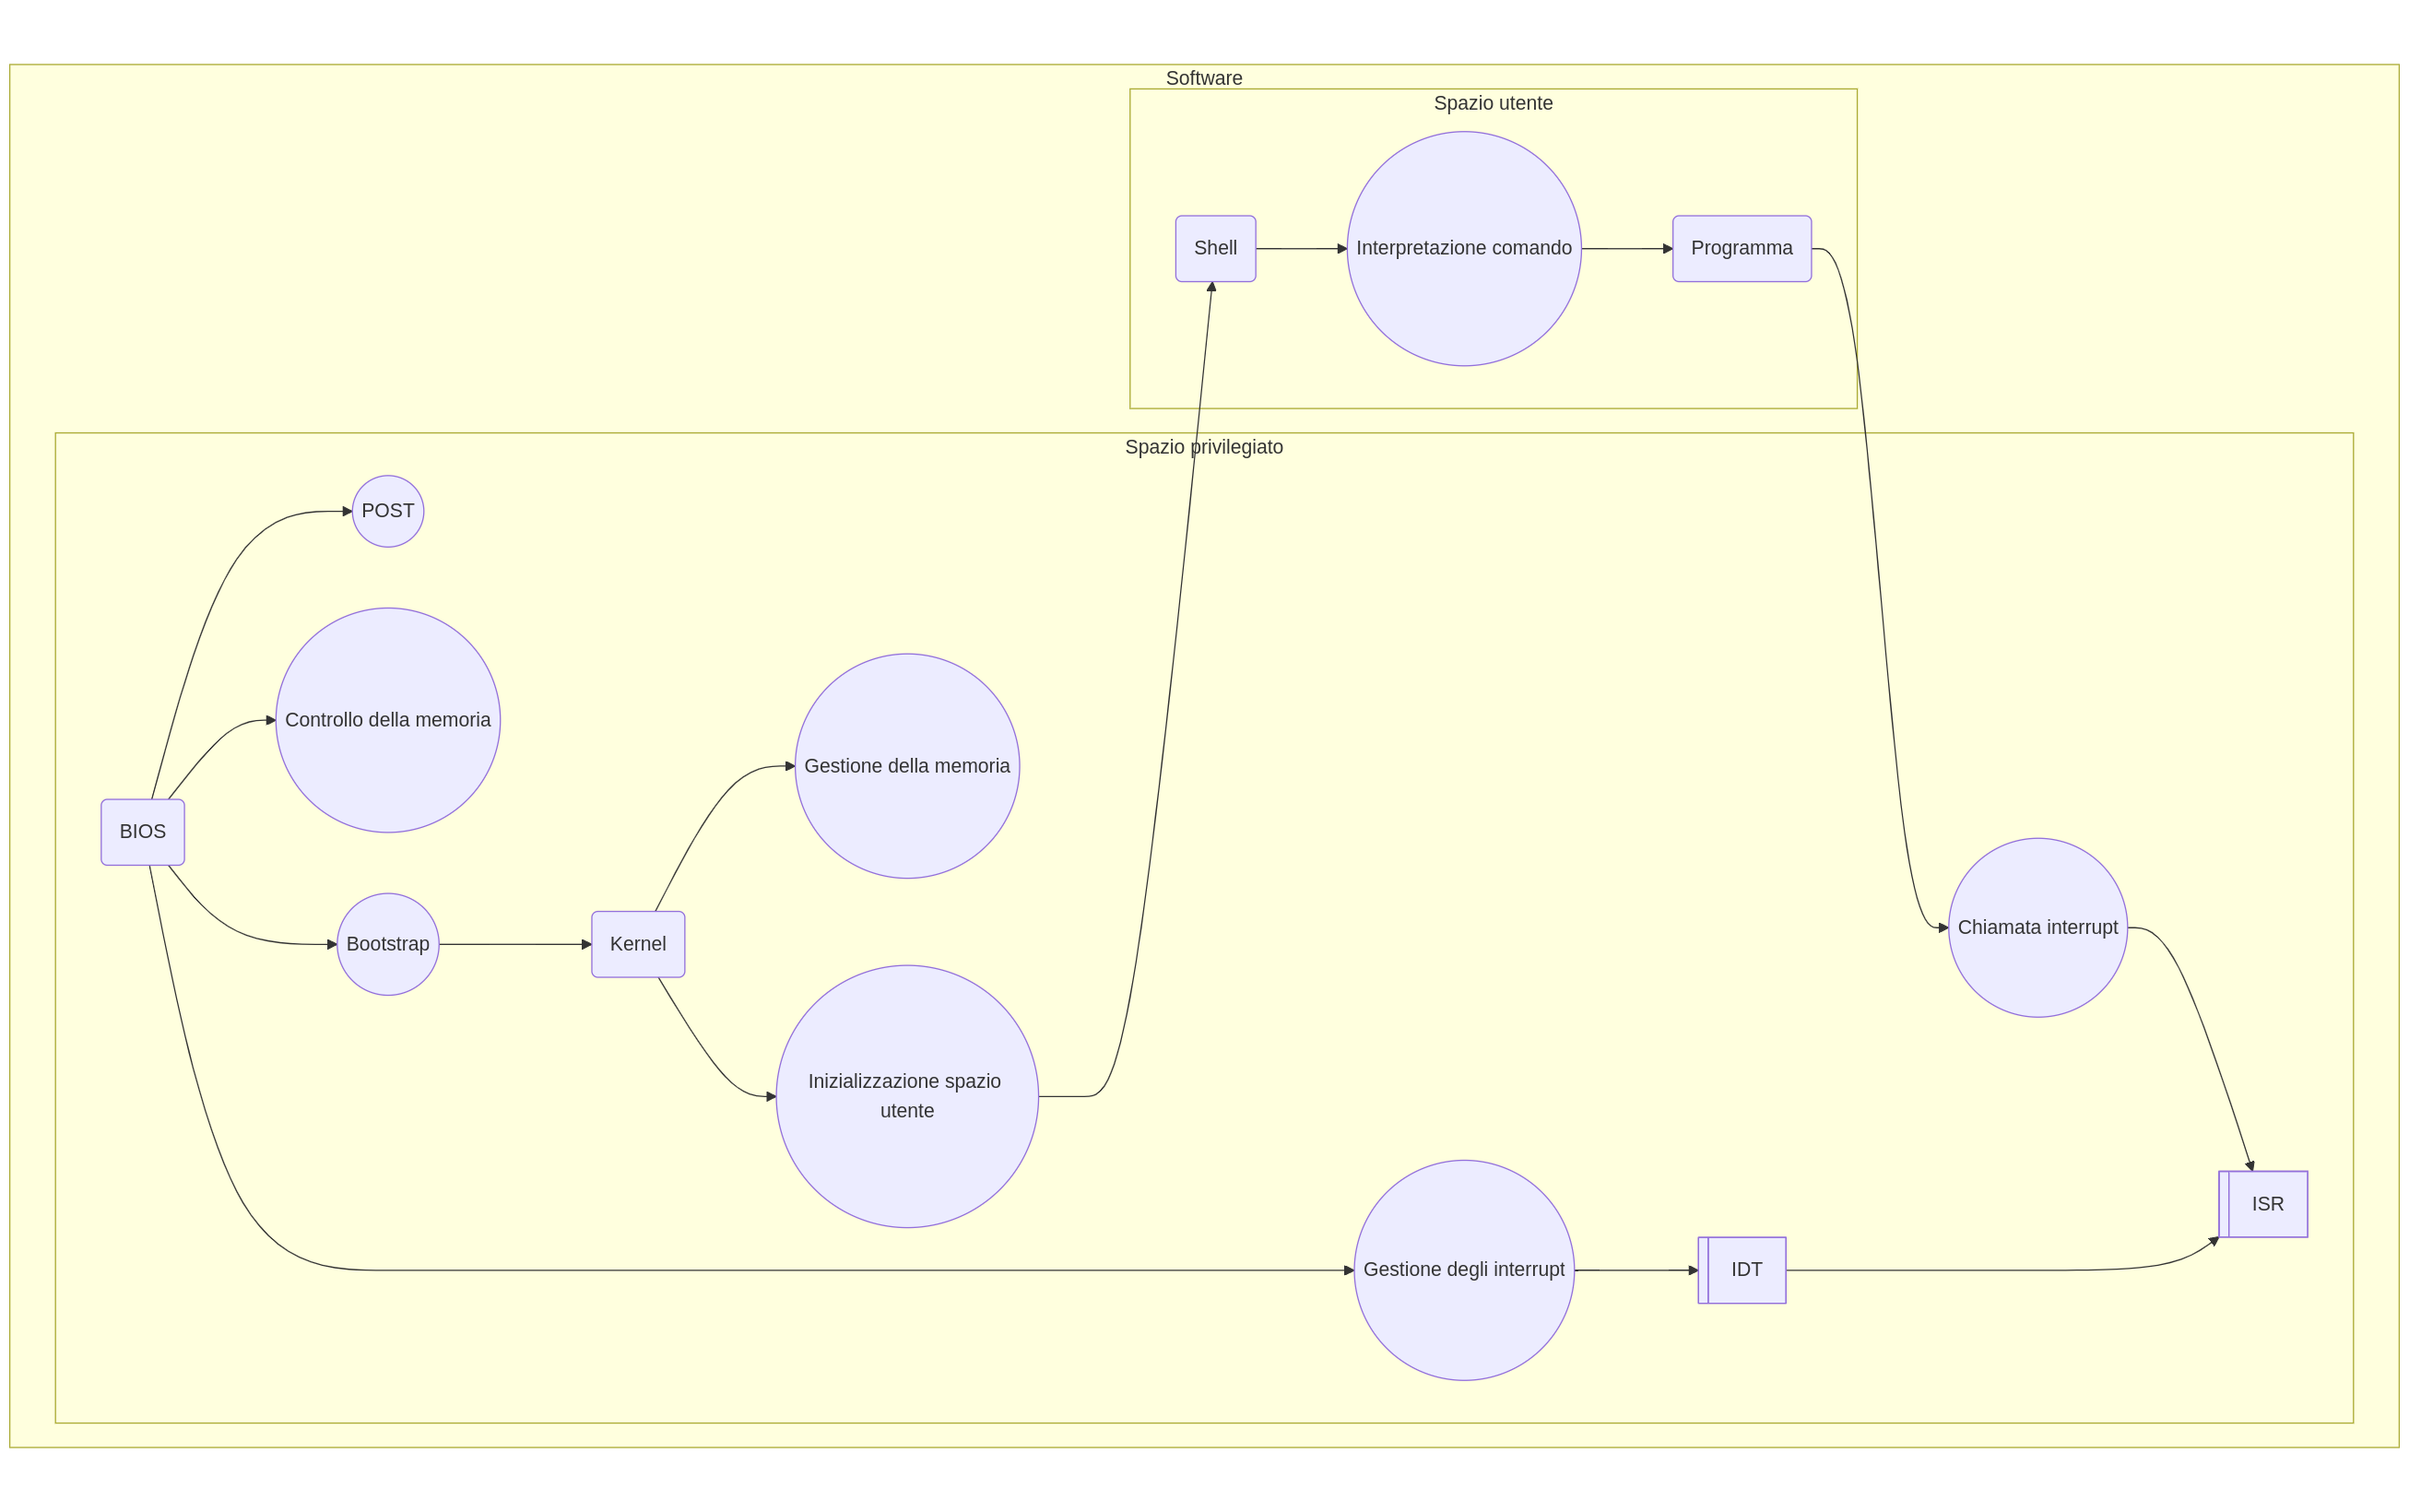 Software
Spazio utente
Shell
Interpretazione comando
Programma
Spazio privilegiato
POST
Controllo della memoria
Gestione della memoria
BIOS
Chiamata interrupt
Bootstrap
Kernel
Inizializzazione spazio
utente
ISR
Gestione degli interrupt
IDT